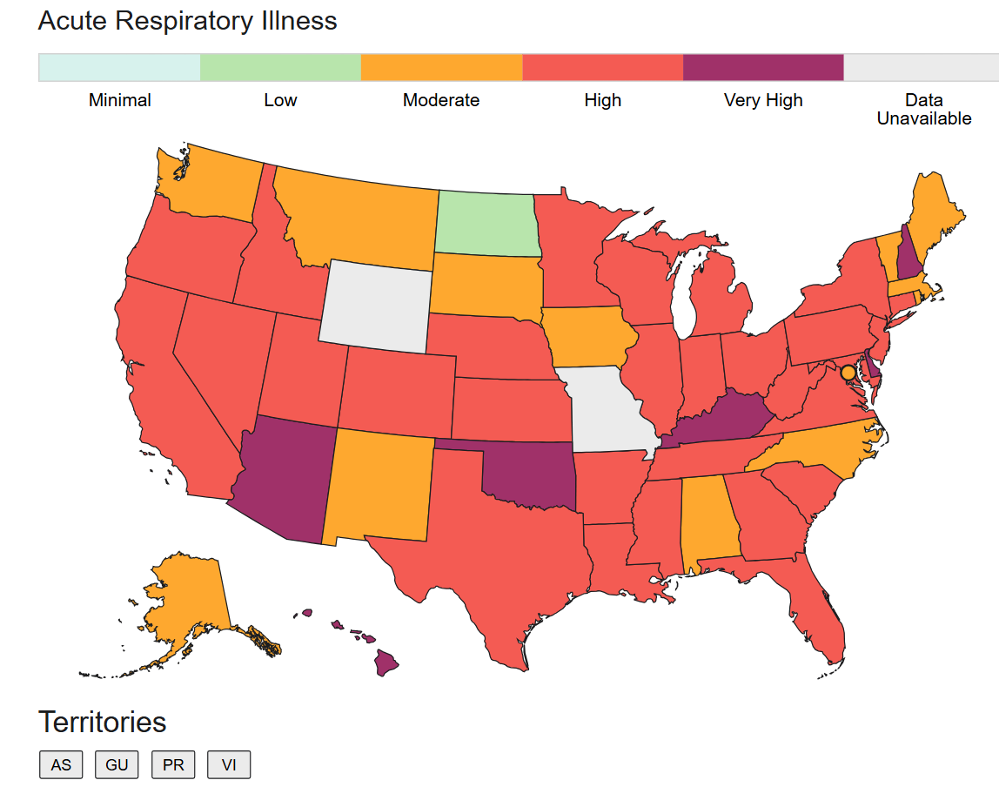 Acute Respiratory Illness
Minimal Low Moderate High Very High Data
Unavailable
Territories
AS GU PR VI